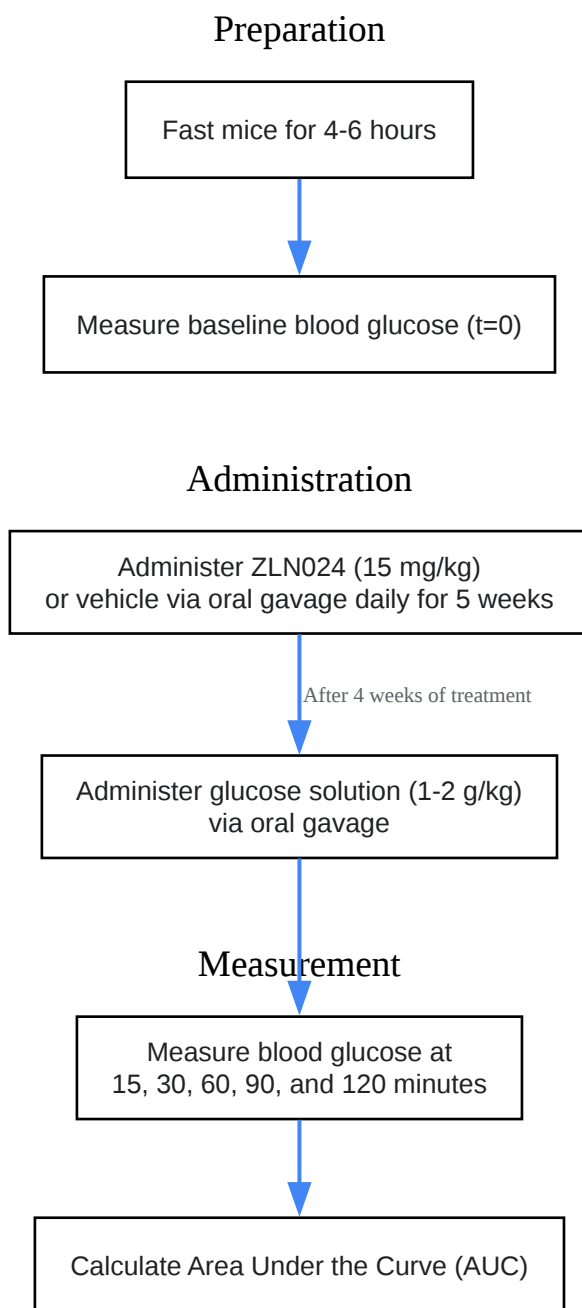 Preparation
Fast mice for 4-6 hours
Measure baseline blood glucose (t=0)
Administration
Administer ZLN024 (15 mg/kg)
or vehicle via oral gavage daily for 5 weeks
After 4 weeks of treatment
Administer glucose solution (1-2 g/kg)
via oral gavage
Measurement
Measure blood glucose at
15, 30, 60, 90, and 120 minutes
Calculate Area Under the Curve (AUC)